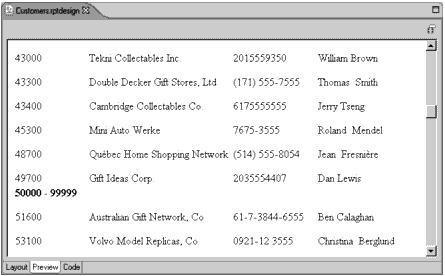 Customers.rptdesign
43000 Tekni Collectables Inc. 2015559350 William Brown
43300 Double Decker Gift Stores, Ltd (171) 555-7555 Thomas Smith
43400 Cambridge Collectables Co. 6175555555 Jerry Tseng
45300 Mini Auto Werke 7675-3555 Roland Mendel
48700 Québec Home Shopping Network (514) 555-8054 Jean Fresnière
49700 Gift Ideas Corp. 2035554407 Dan Lewis
50000 - 99999
51600 Australian Gift Network, Co 61-7-3844-6555 Ben Calaghan
53100 Volvo Model Replicas, Co 0921-12 3555 Christina Berglund
Layout Preview Code